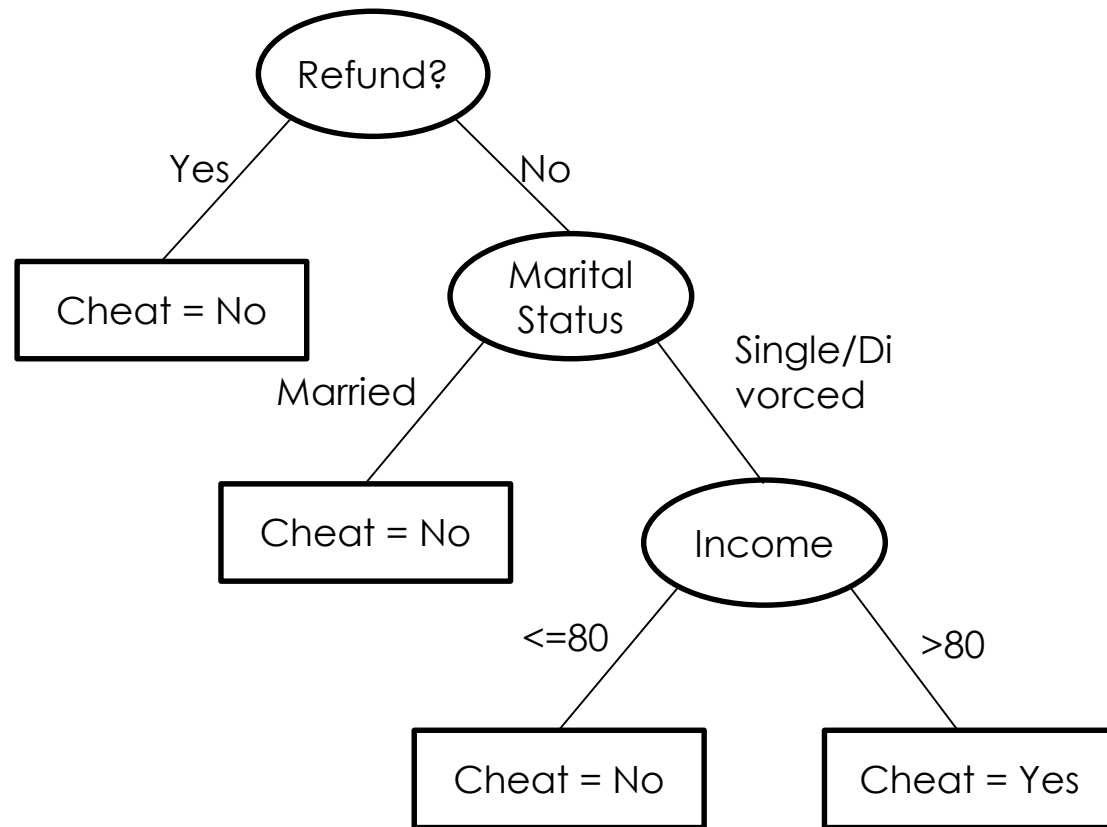 Refund?
Yes
No
Cheat = No
Marital
Status
Married
Single/Di
vorced
Cheat = No
Income
<=80
>80
Cheat = No
Cheat = Yes